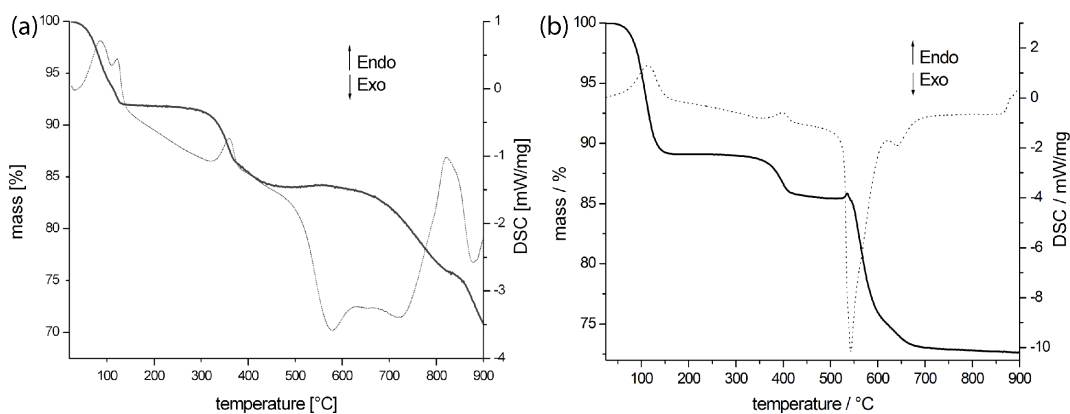 (a)
100
95
90
85
80
75
70
mass [%]
1
0
-1
-2
-3
-4
DSC [mW/mg]
Endo
Exo
100 200 300 400 500 600 700 800 900
temperature [°C]
(b)
100
95
90
85
80
75
mass / %
2
0
-2
-4
-6
-8
-10
DSC / mW/mg
Endo
Exo
100 200 300 400 500 600 700 800 900
temperature / °C